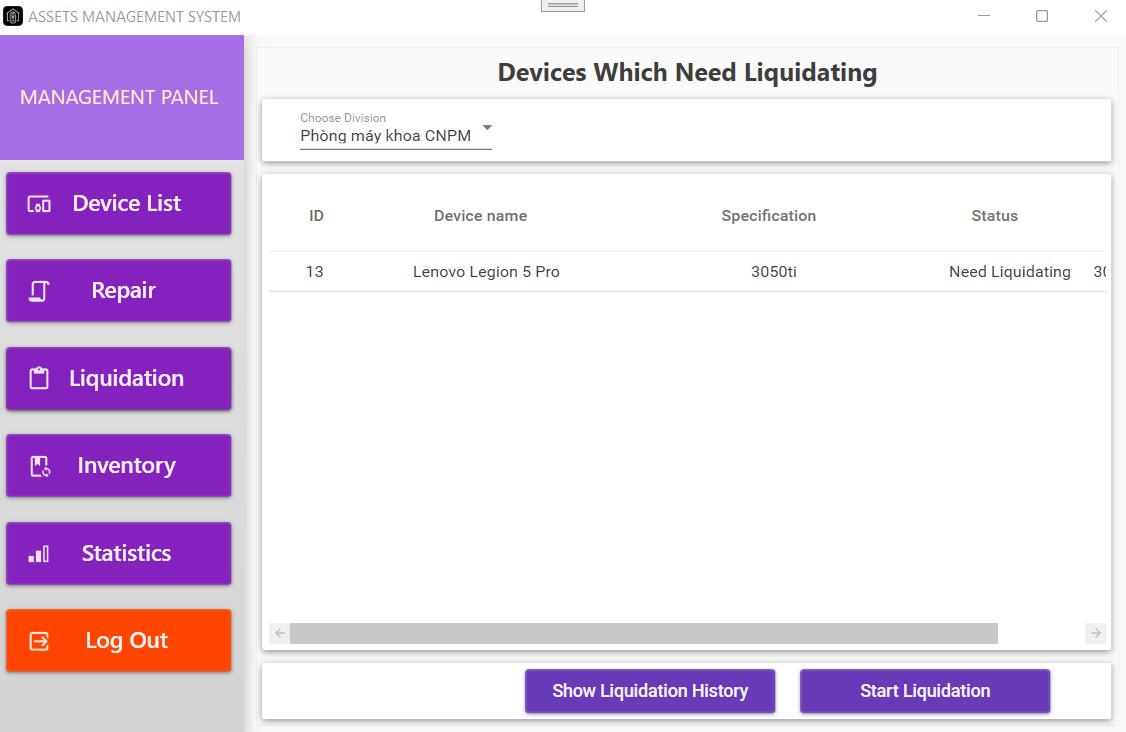 ASSETS MANAGEMENT SYSTEM
MANAGEMENT PANEL
Device List
Repair
Liquidation
Inventory
Statistics
Log Out
Devices Which Need Liquidating
Choose Division
Phòng máy khoa CNPM
ID Device name Specification Status
13 Lenovo Legion 5 Pro 3050ti Need Liquidating
Show Liquidation History Start Liquidation